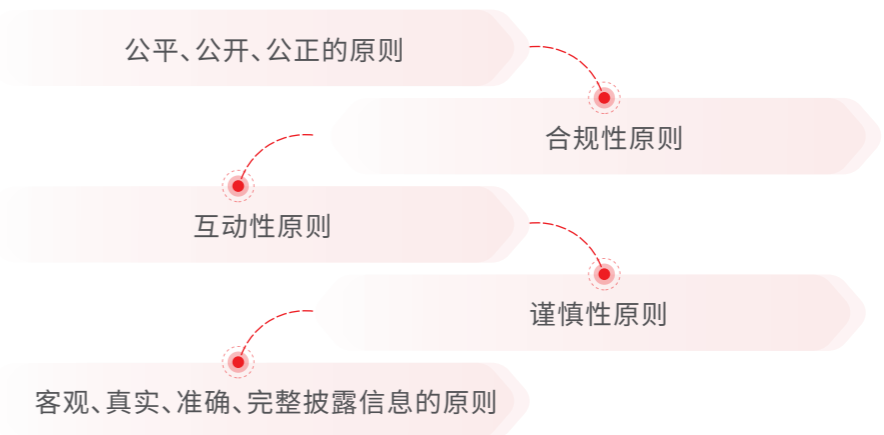 公平、公开、公正的原则
合规性原则
互动性原则
谨慎性原则
客观、真实、准确、完整披露信息的原则